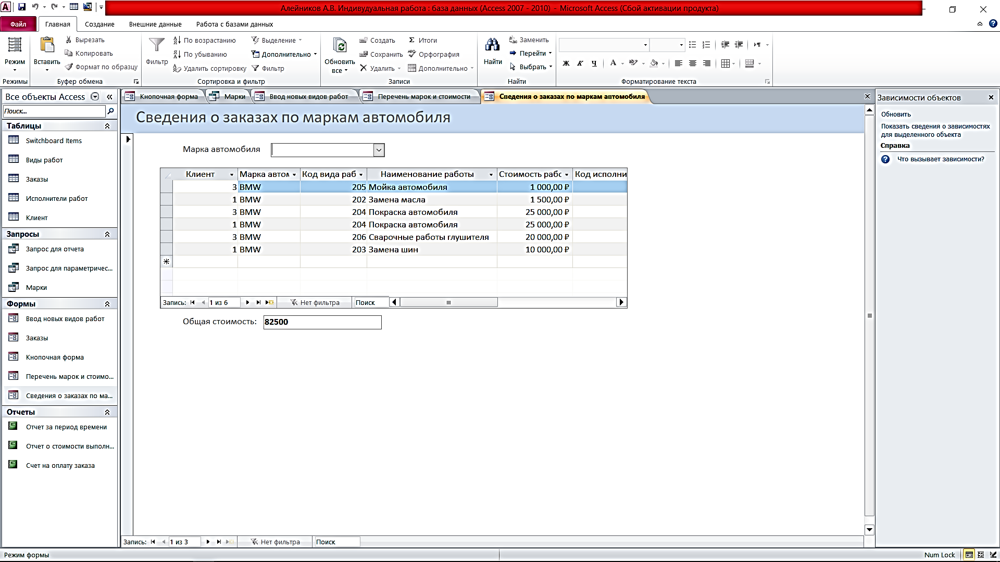 Алейников А.В. Индивудуальная работа : база данных (Access 2007 - 2010) - Microsoft Access (Сбой активации продукта)
Файл Главная Создание Внешние данные Работа с базами данных
Режим
Режимы
Вставить
Вырезать
Копировать
Формат по образцу
Буфер обмена
Фильтр
По возрастанию
По убыванию
Удалить сортировку
Выделение
Дополнительно
Фильтр
Сортировка и фильтр
Обновить
все
Создать
Сохранить
Удалить
Итоги
Орфография
Дополнительно
Записи
Найти
Заменить
Перейти
Выбрать
Найти
Ж К Ч А
Форматирование текста
Все объекты Access
Поиск...
Таблицы
Switchboard Items
Виды работ
Заказы
Исполнители работ
Клиент
Запросы
Запрос для отчета
Запрос для параметричес...
Марки
Формы
Ввод новых видов работ
Заказы
Кнопочная форма
Перечень марок и стоимо...
Сведения о заказах по ма...
Отчеты
Отчет за период времени
Отчет о стоимости выполн...
Счет на оплату заказа
Кнопочная форма Марки Ввод новых видов работ Перечень марок и стоимости Сведения о заказах по маркам автомобиля
Сведения о заказах по маркам автомобиля
Марка автомобиля
Клиент Марка автом Код вида раб Наименование работы Стоимость рабс Код исполни
3 BMW 205 Мойка автомобиля 1 000,00 ₽
1 BMW 202 Замена масла 1 500,00 ₽
3 BMW 204 Покраска автомобиля 25 000,00 ₽
1 BMW 204 Покраска автомобиля 25 000,00 ₽
3 BMW 206 Сварочные работы глушителя 20 000,00 ₽
1 BMW 203 Замена шин 10 000,00 ₽
Запись: 1 из 6 Нет фильтра Поиск
Общая стоимость: 82500
Запись: 1 из 3 Нет фильтра Поиск
Зависимости объектов
Обновить
Показать сведения о зависимостях
для выделенного объекта
Справка
Что вызывает зависимости?
Режим формы Num Lock